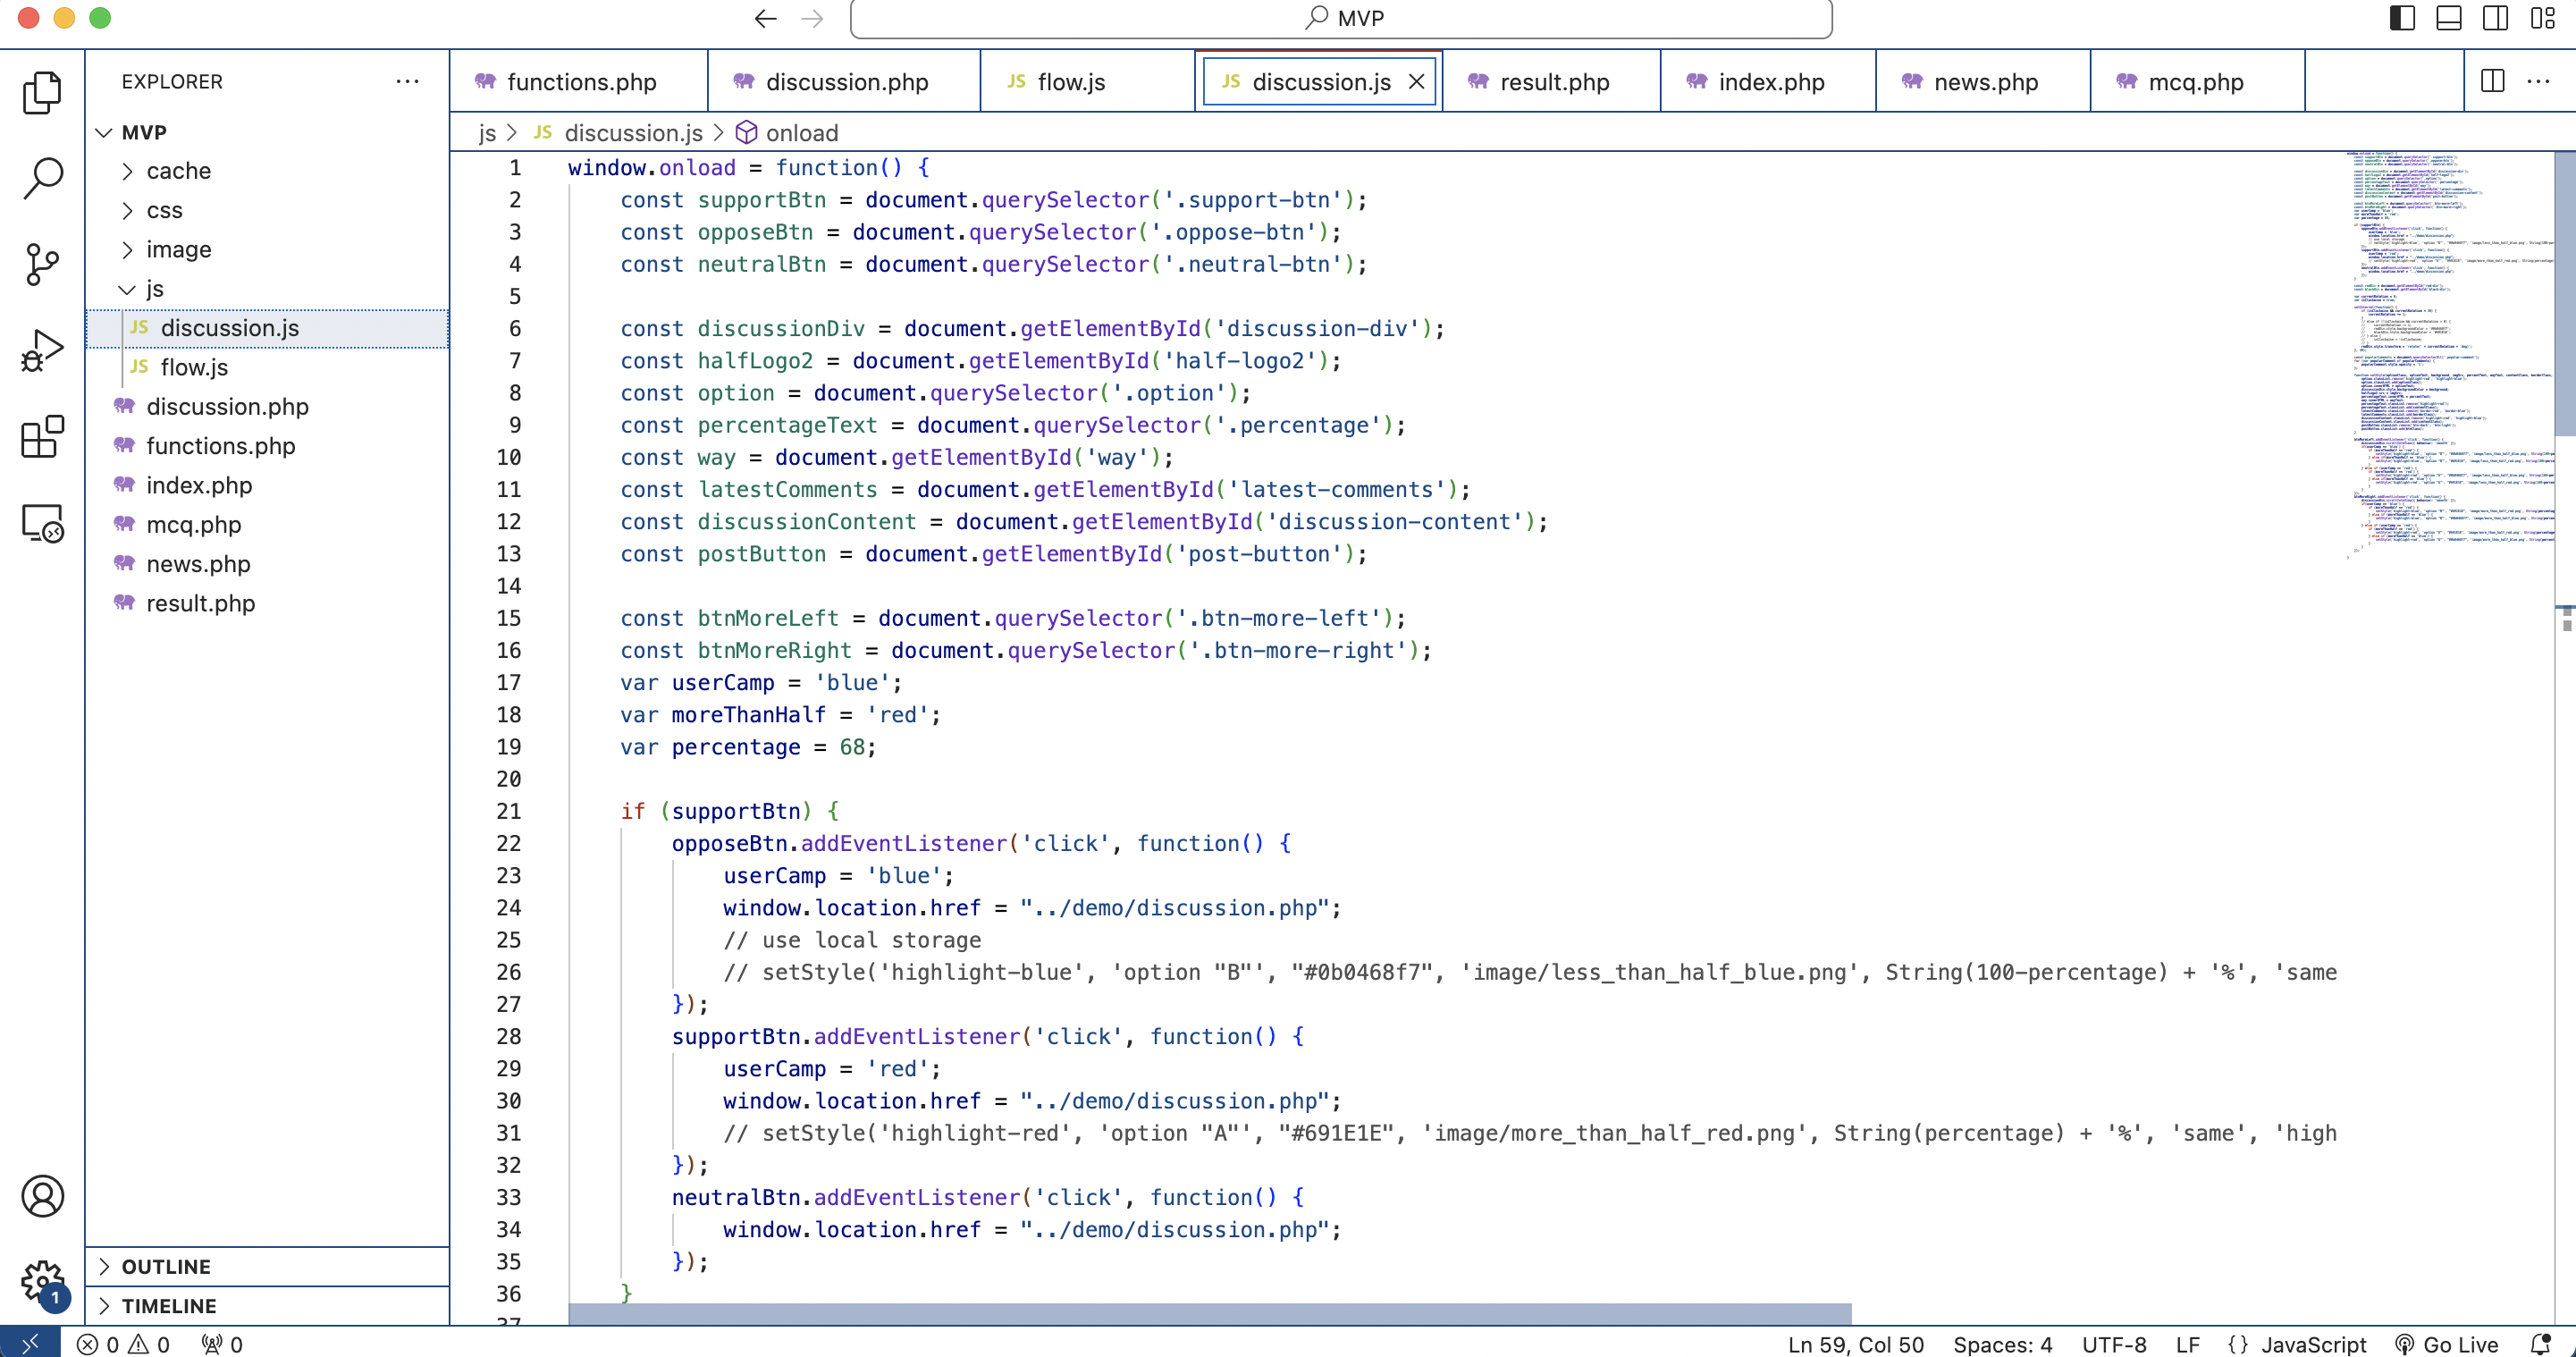 MVP
EXPLORER
MVP
cache
css
image
js
JS discussion.js
JS flow.js
discussion.php
functions.php
index.php
mcq.php
news.php
result.php
OUTLINE
TIMELINE
1
functions.php
discussion.php
JS flow.js
JS discussion.js
result.php
index.php
news.php
mcq.php
js > JS discussion.js > onload
1 window.onload = function() {
2 const supportBtn = document.querySelector('.support-btn');
3 const opposeBtn = document.querySelector('.oppose-btn');
4 const neutralBtn = document.querySelector('.neutral-btn');
5
6 const discussionDiv = document.getElementById('discussion-div');
7 const halfLogo2 = document.getElementById('half-logo2');
8 const option = document.querySelector('.option');
9 const percentageText = document.querySelector('.percentage');
10 const way = document.getElementById('way');
11 const latestComments = document.getElementById('latest-comments');
12 const discussionContent = document.getElementById('discussion-content');
13 const postButton = document.getElementById('post-button');
14
15 const btnMoreLeft = document.querySelector('.btn-more-left');
16 const btnMoreRight = document.querySelector('.btn-more-right');
17 var userCamp = 'blue';
18 var moreThanHalf = 'red';
19 var percentage = 68;
20
21 if (supportBtn) {
22 opposeBtn.addEventListener('click', function() {
23 userCamp = 'blue';
24 window.location.href = "../demo/discussion.php";
25 // use local storage
26 // setStyle('highlight-blue', 'option "B"', "#0b0468f7", 'image/less_than_half_blue.png', String(100-percentage) + '%', 'same
27 });
28 supportBtn.addEventListener('click', function() {
29 userCamp = 'red';
30 window.location.href = "../demo/discussion.php";
31 // setStyle('highlight-red', 'option "A"', "#691E1E", 'image/more_than_half_red.png', String(percentage) + '%', 'same', 'high
32 });
33 neutralBtn.addEventListener('click', function() {
34 window.location.href = "../demo/discussion.php";
35 });
36 }
37
0 0 0
Ln 59, Col 50 Spaces: 4 UTF-8 LF {} JavaScript Go Live